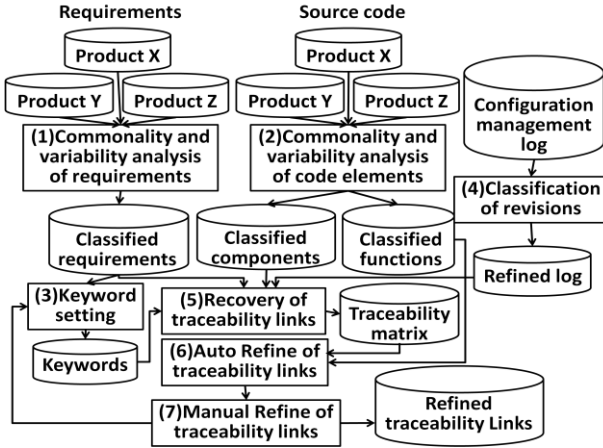 Requirements
Source code
Product X
Product X
Product Y
Product Z
Product Y
Product Z
Configuration
management
log
(1)Commonality and
variability analysis
of requirements
(2)Commonality and
variability analysis
of code elements
(4)Classification
of revisions
Classified
requirements
Classified
components
Classified
functions
Refined log
(3)Keyword
setting
(5)Recovery of
traceability links
Traceability
matrix
Keywords
(6)Auto Refine of
traceability links
(7)Manual Refine of
traceability links
Refined
traceability Links